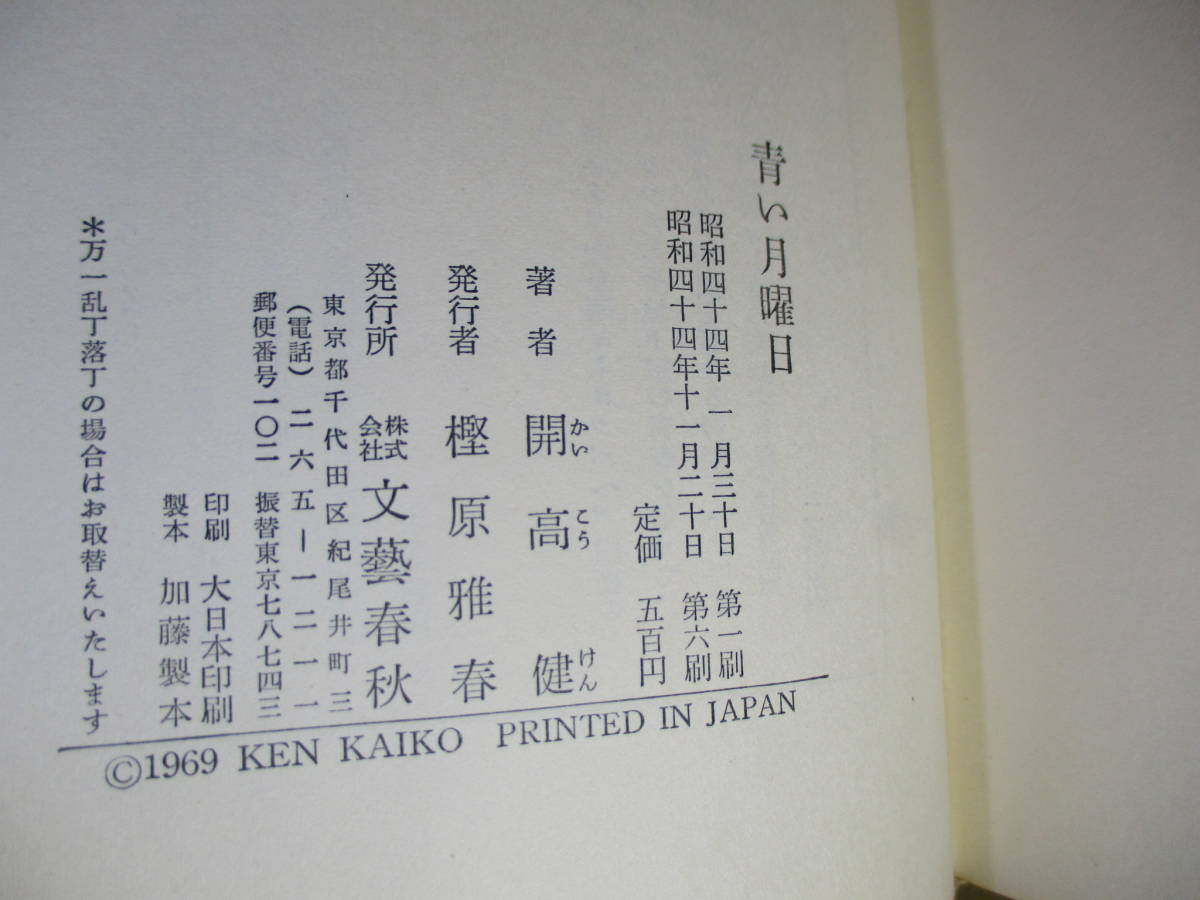 青い月曜日
昭和四十四年 一 月三十日 第一刷
昭和四十四年十一月二十日 第六刷
定価 五百円
著者 開高健
かいこうけん
発行者 樫原雅春
発行所 株式会社 文藝春秋
東京都千代田区紀尾井町三
(電話) 二六五―一二一一
郵便番号一〇二 振替東京七八七四三
印刷 大日本印刷
製本 加藤製本
＊万一乱丁落丁の場合はお取替えいたします
©1969 KEN KAIKO PRINTED IN JAPAN